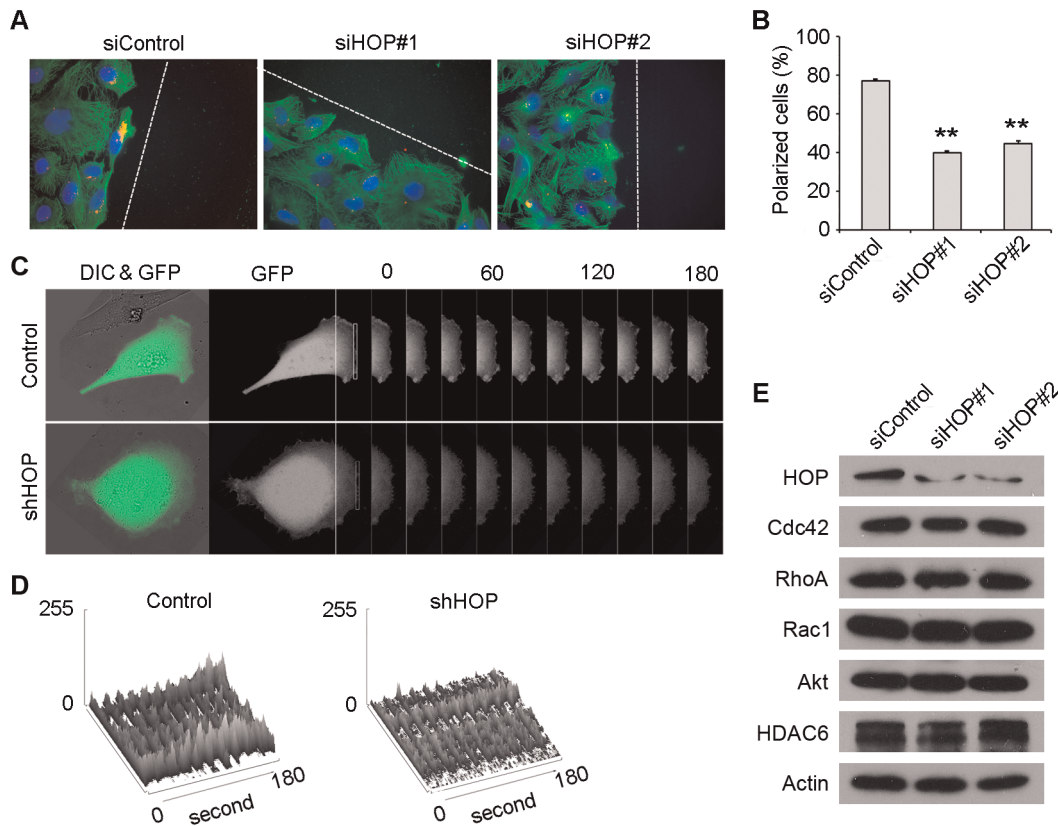 A
siControl
siHOP#1
siHOP#2
B
Polarized cells (%)
100
80
60
40
20
0
**
**
siControl
siHOP#1
siHOP#2
C
DIC & GFP
GFP
0
60
120
180
Control
shHOP
D
255
Control
0
0
second
180
255
shHOP
0
0
second
180
E
siControl
siHOP#1
siHOP#2
HOP
Cdc42
RhoA
Rac1
Akt
HDAC6
Actin